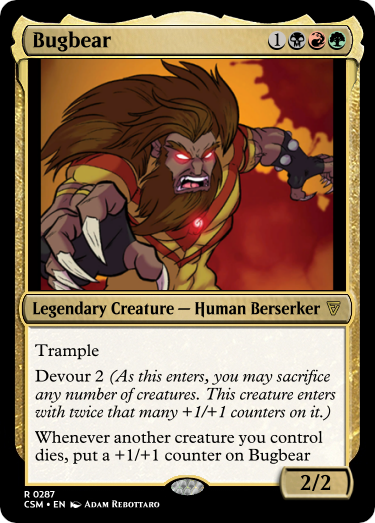 Bugbear 1
Legendary Creature — Human Berserker
Trample
Devour 2 (As this enters, you may sacrifice
any number of creatures. This creature enters
with twice that many +1/+1 counters on it.)
Whenever another creature you control
dies, put a +1/+1 counter on Bugbear
2/2
R 0287
CSM • EN Adam Rebottaro